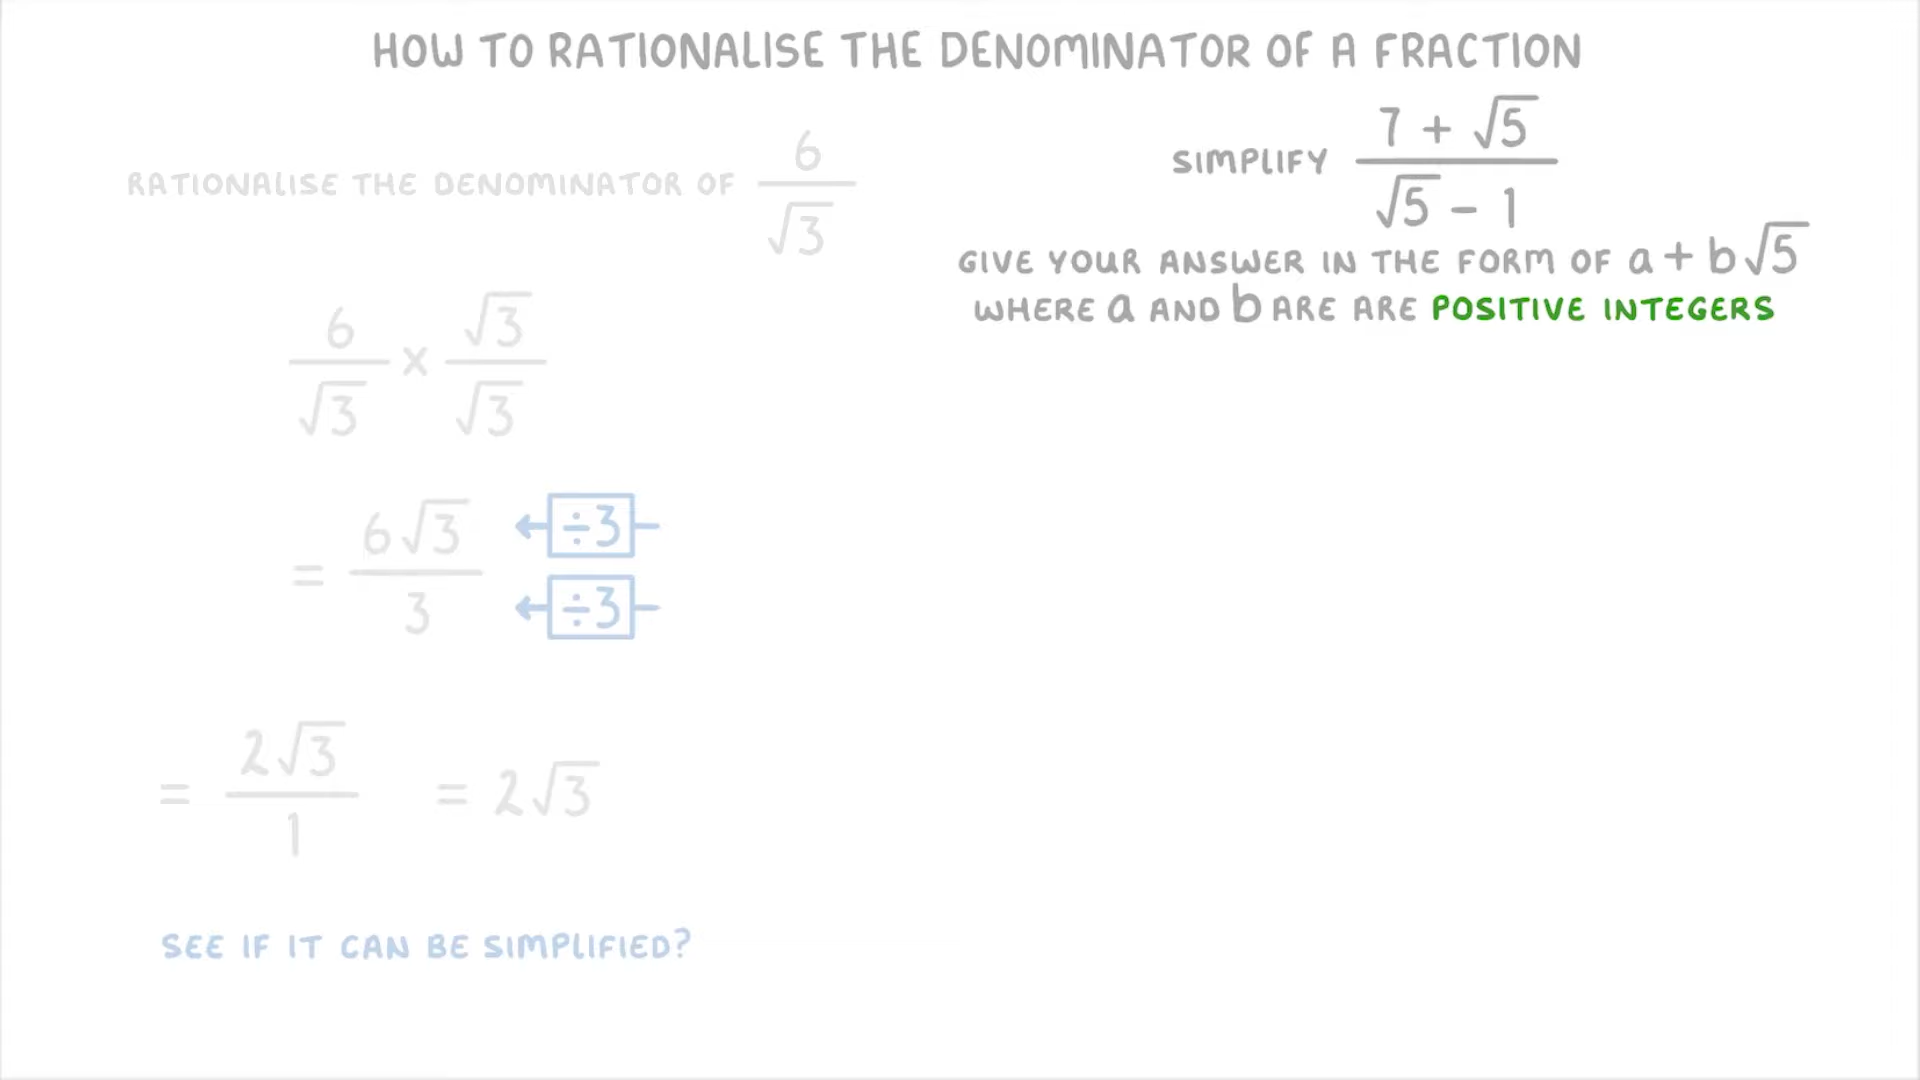 HOW TO RATIONALISE THE DENOMINATOR OF A FRACTION
RATIONALISE THE DENOMINATOR OF 6/√3
6/√3 × √3/√3
= 6√3/3
÷3
÷3
= 2√3/1 = 2√3
SEE IF IT CAN BE SIMPLIFIED?
SIMPLIFY (7 + √5)/(√5 − 1)
GIVE YOUR ANSWER IN THE FORM OF a + b√5
WHERE a AND b ARE ARE POSITIVE INTEGERS